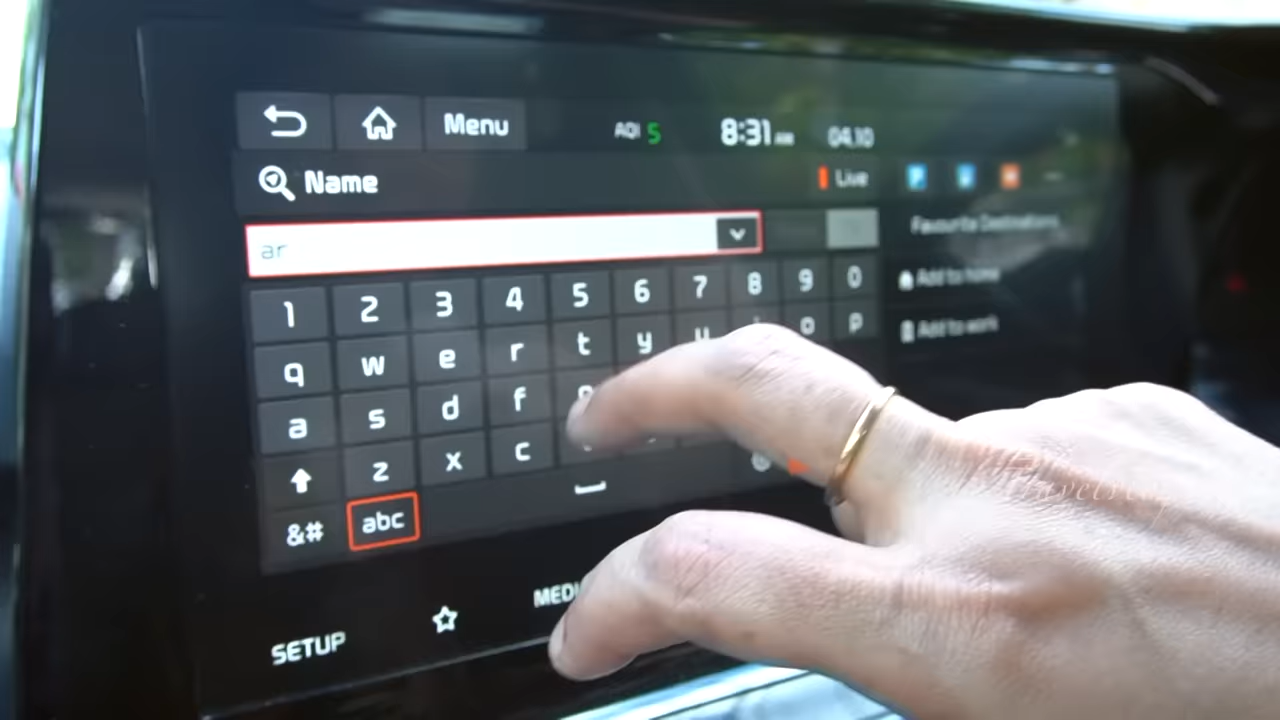 Menu AQI 5 8:31 AM 04.10
Name Live
ar
Favourite Destinations
1 2 3 4 5 6 7 8 9 0
Add to home
q w e r t y u o p
Add to work
a s d f
z x c
&# abc
SETUP MEDI